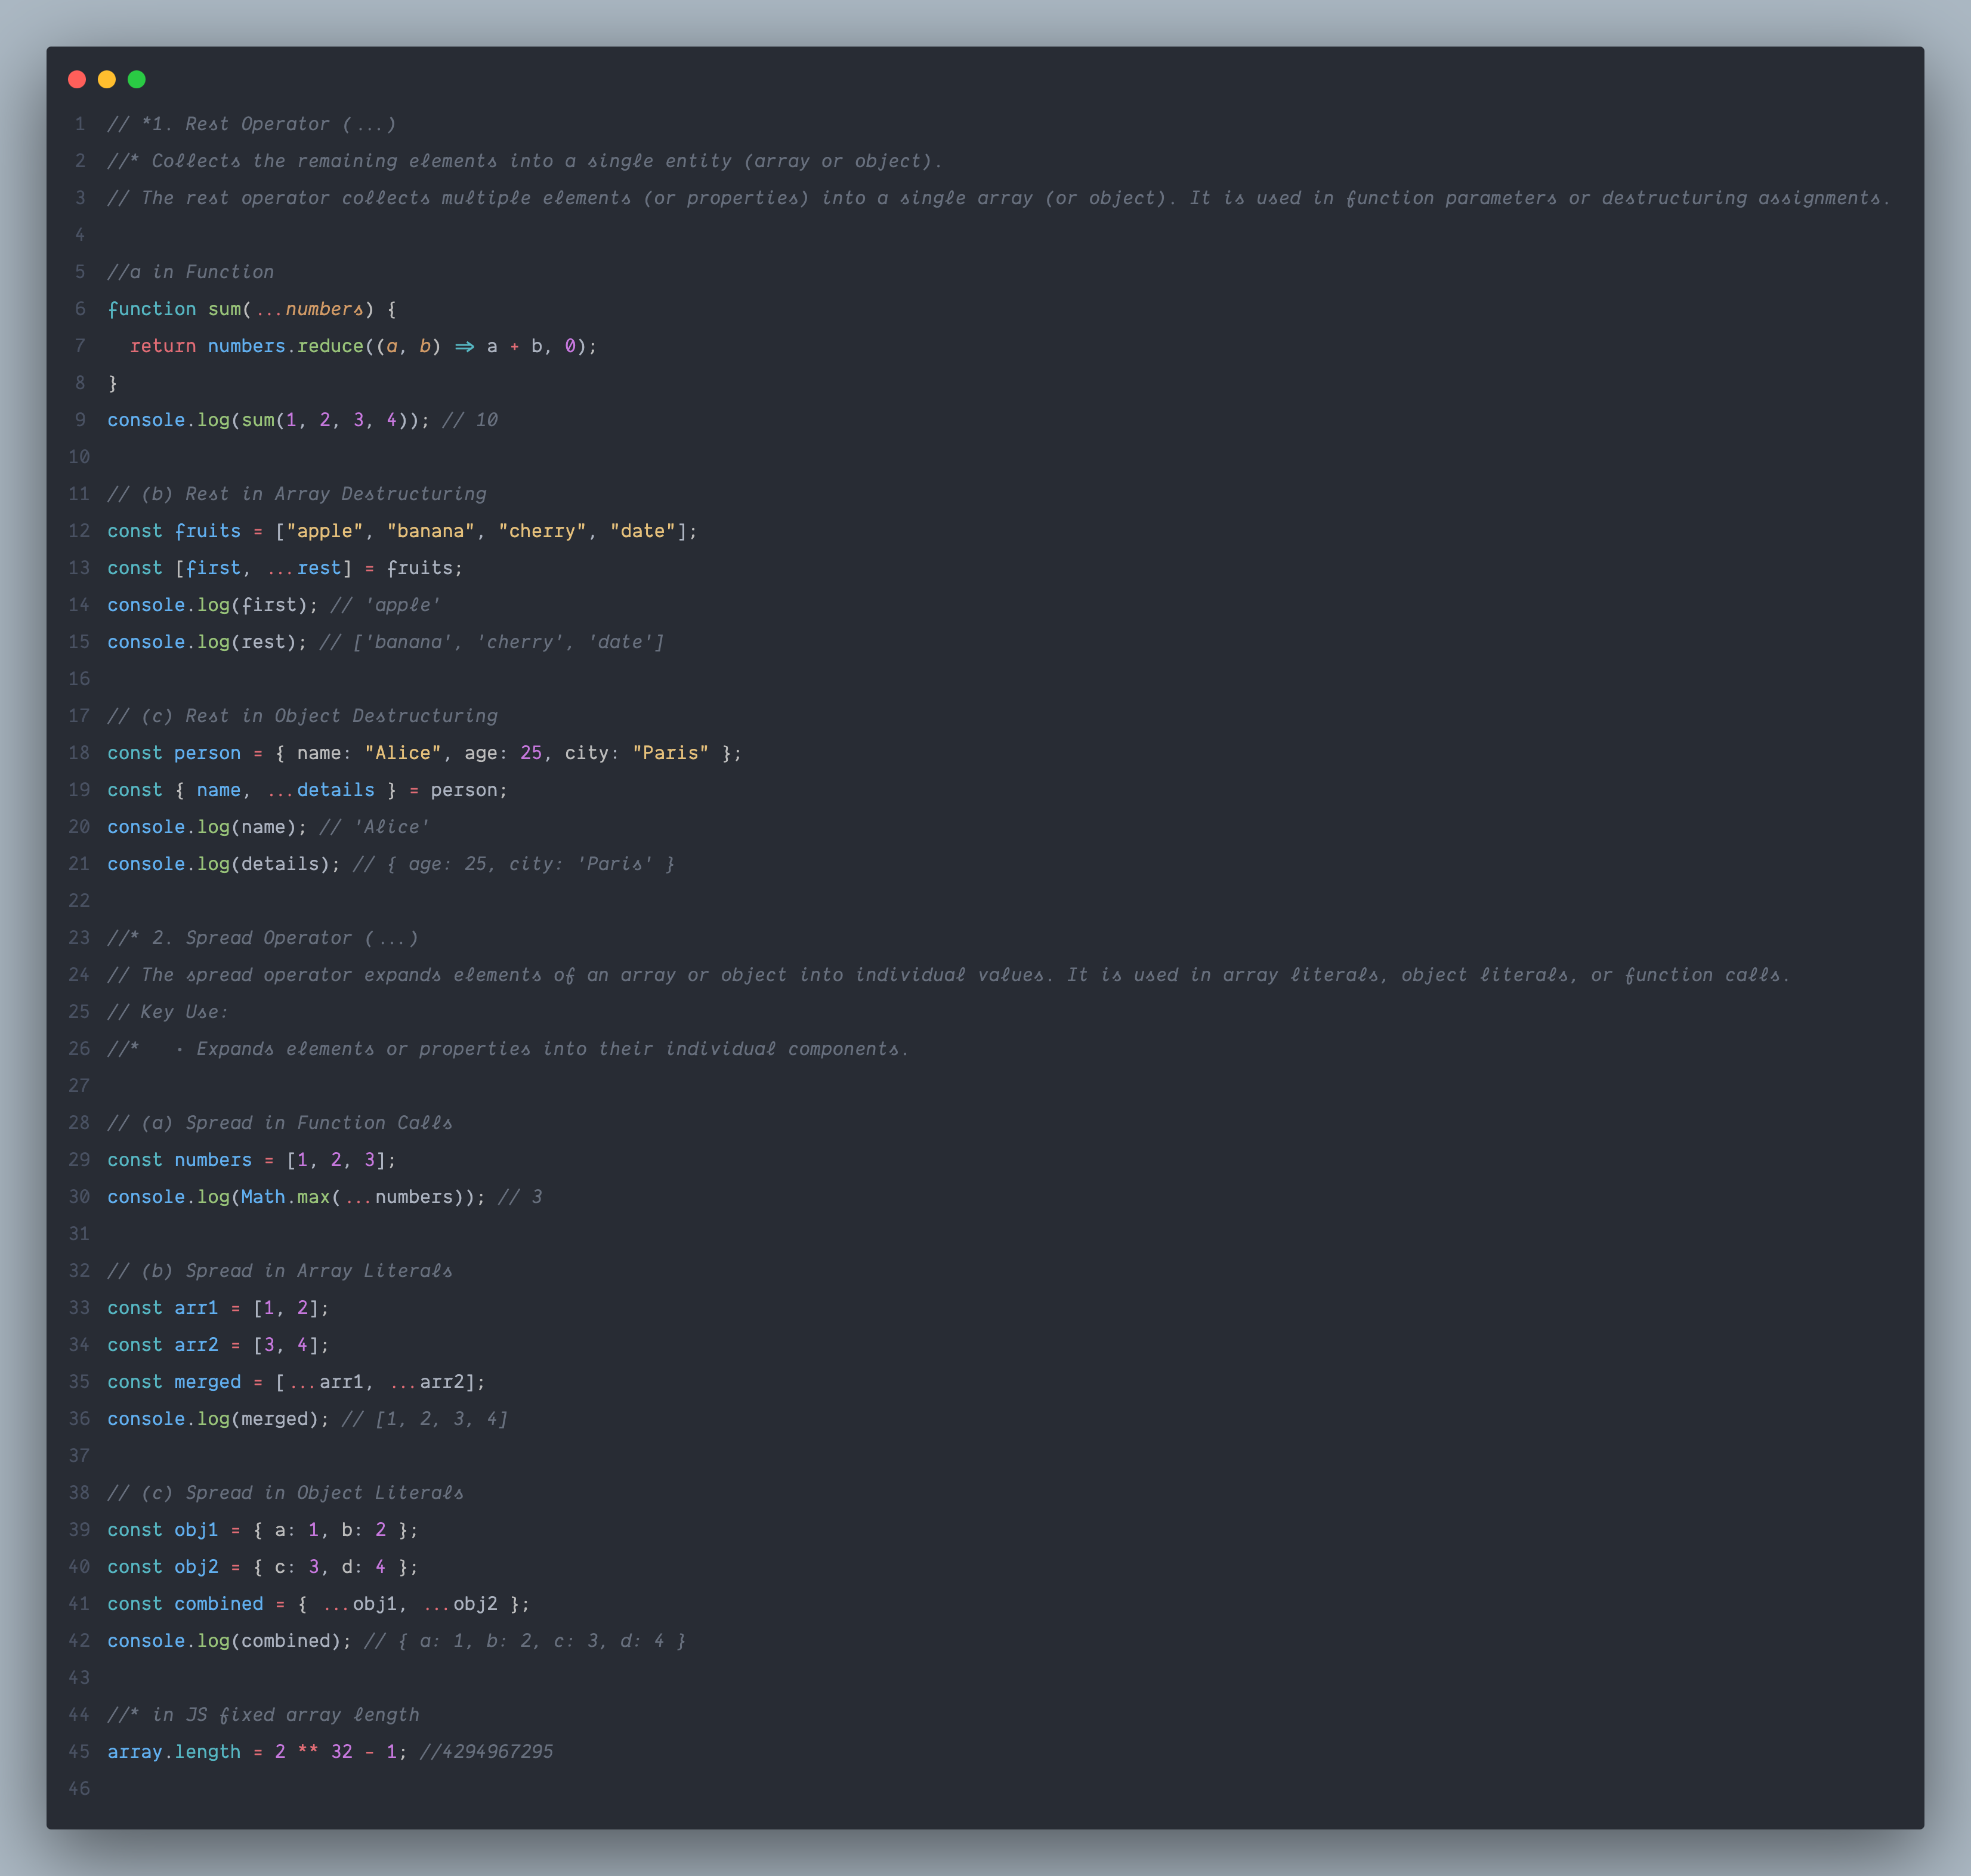 1 // *1. Rest Operator (...)
2 //* Collects the remaining elements into a single entity (array or object).
3 // The rest operator collects multiple elements (or properties) into a single array (or object). It is used in function parameters or destructuring assignments.
4
5 //a in Function
6 function sum(...numbers) {
7   return numbers.reduce((a, b) => a + b, 0);
8 }
9 console.log(sum(1, 2, 3, 4)); // 10
10
11 // (b) Rest in Array Destructuring
12 const fruits = ["apple", "banana", "cherry", "date"];
13 const [first, ...rest] = fruits;
14 console.log(first); // 'apple'
15 console.log(rest); // ['banana', 'cherry', 'date']
16
17 // (c) Rest in Object Destructuring
18 const person = { name: "Alice", age: 25, city: "Paris" };
19 const { name, ...details } = person;
20 console.log(name); // 'Alice'
21 console.log(details); // { age: 25, city: 'Paris' }
22
23 //* 2. Spread Operator (...)
24 // The spread operator expands elements of an array or object into individual values. It is used in array literals, object literals, or function calls.
25 // Key Use:
26 //*   • Expands elements or properties into their individual components.
27
28 // (a) Spread in Function Calls
29 const numbers = [1, 2, 3];
30 console.log(Math.max(...numbers)); // 3
31
32 // (b) Spread in Array Literals
33 const arr1 = [1, 2];
34 const arr2 = [3, 4];
35 const merged = [...arr1, ...arr2];
36 console.log(merged); // [1, 2, 3, 4]
37
38 // (c) Spread in Object Literals
39 const obj1 = { a: 1, b: 2 };
40 const obj2 = { c: 3, d: 4 };
41 const combined = { ...obj1, ...obj2 };
42 console.log(combined); // { a: 1, b: 2, c: 3, d: 4 }
43
44 //* in JS fixed array length
45 array.length = 2 ** 32 - 1; //4294967295
46